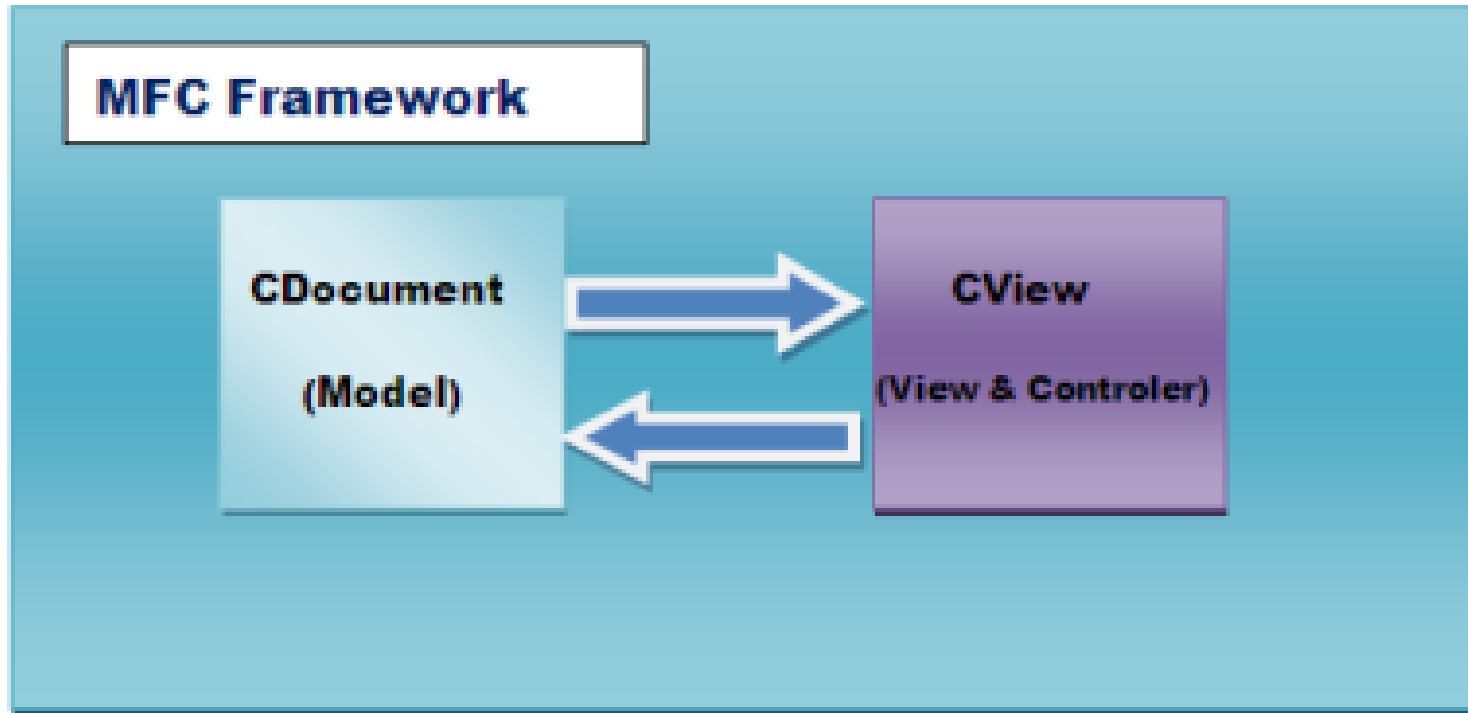 MFC Framework
CDocument
(Model)
CView
(View & Controler)